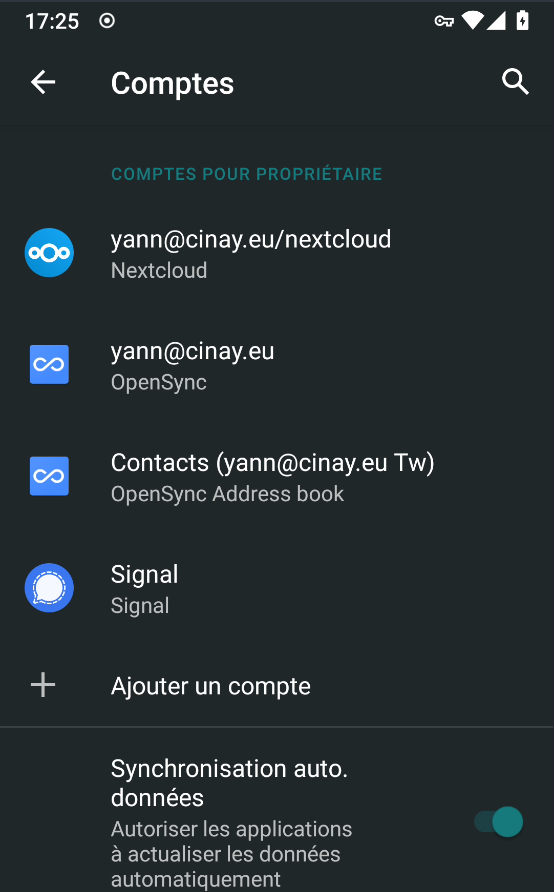 17:25
Comptes
COMPTES POUR PROPRIÉTAIRE
yann@cinay.eu/nextcloud
Nextcloud
yann@cinay.eu
OpenSync
Contacts (yann@cinay.eu Tw)
OpenSync Address book
Signal
Signal
Ajouter un compte
Synchronisation auto.
données
Autoriser les applications
à actualiser les données
automatiquement